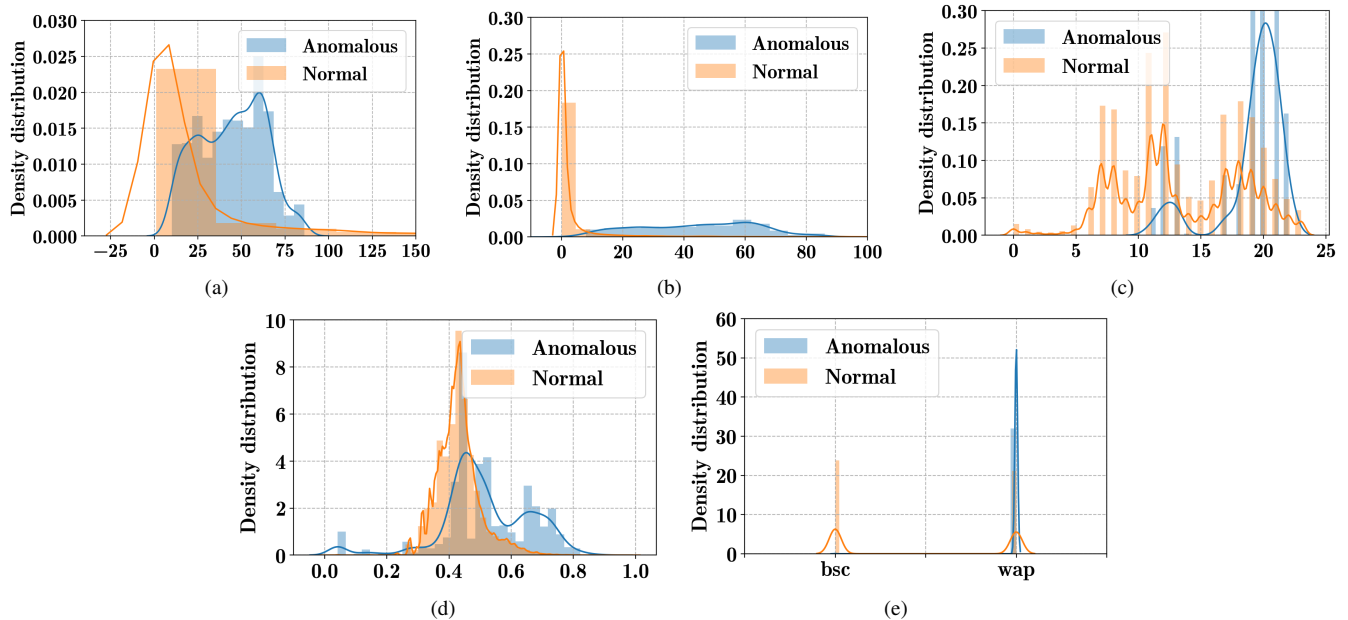 0.030
0.025
0.020
0.015
0.010
0.005
0.000
Density distribution
Anomalous
Normal
−25 0 25 50 75 100 125 150
(a)
0.30
0.25
0.20
0.15
0.10
0.05
0.00
Density distribution
Anomalous
Normal
0 20 40 60 80 100
(b)
0.30
0.25
0.20
0.15
0.10
0.05
0.00
Density distribution
Anomalous
Normal
0 5 10 15 20 25
(c)
10
8
6
4
2
0
Density distribution
Anomalous
Normal
0.0 0.2 0.4 0.6 0.8 1.0
(d)
60
50
40
30
20
10
0
Density distribution
Anomalous
Normal
bsc wap
(e)